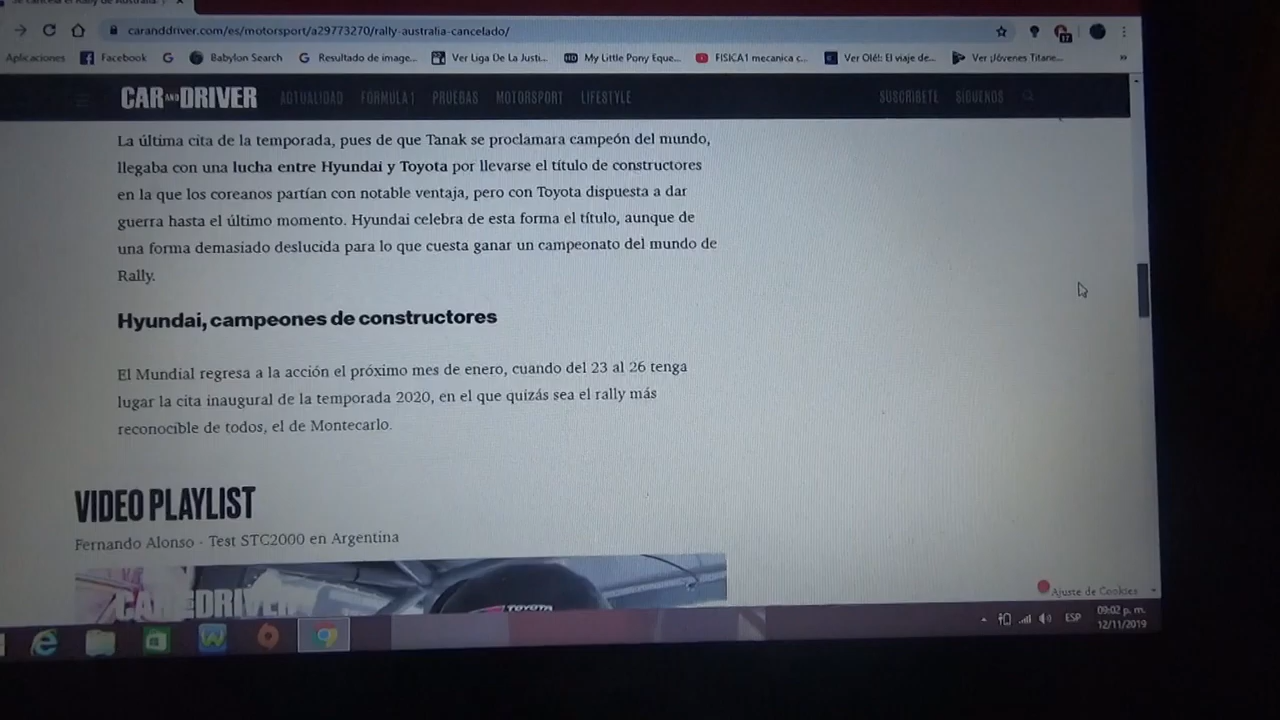 caranddriver.com/es/motorsport/a29773270/rally-australia-cancelado/
Aplicaciones Facebook Babylon Search Resultado de image... Ver Liga De La Justi... My Little Pony Eque... FISICA1 mecanica c... Ver Olé!: El viaje de... Ver ¡Jóvenes Titane... »
CAR AND DRIVER ACTUALIDAD FÓRMULA 1 PRUEBAS MOTORSPORT LIFESTYLE SUSCRÍBETE SÍGUENOS
La última cita de la temporada, pues de que Tanak se proclamara campeón del mundo,
llegaba con una lucha entre Hyundai y Toyota por llevarse el título de constructores
en la que los coreanos partían con notable ventaja, pero con Toyota dispuesta a dar
guerra hasta el último momento. Hyundai celebra de esta forma el título, aunque de
una forma demasiado deslucida para lo que cuesta ganar un campeonato del mundo de
Rally.
Hyundai, campeones de constructores
El Mundial regresa a la acción el próximo mes de enero, cuando del 23 al 26 tenga
lugar la cita inaugural de la temporada 2020, en el que quizás sea el rally más
reconocible de todos, el de Montecarlo.
VIDEO PLAYLIST
Fernando Alonso - Test STC2000 en Argentina
CAR AND DRIVER
TOYOTA
Ajuste de Cookies
ESP
09:02 p. m.
12/11/2019